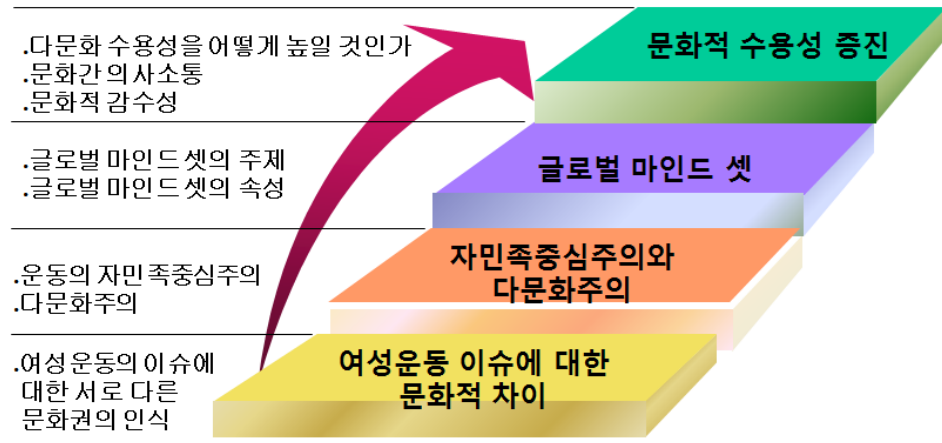 .다문화 수용성을 어떻게 높일 것인가
.문화간 의사소통
.문화적 감수성
문화적 수용성 증진
.글로벌 마인드셋의 주제
.글로벌 마인드셋의 속성
글로벌 마인드 셋
.운동의 자민족중심주의
.다문화주의
자민족중심주의와
다문화주의
.여성운동의 이슈에
대한 서로 다른
문화권의 인식
여성운동 이슈에 대한
문화적 차이